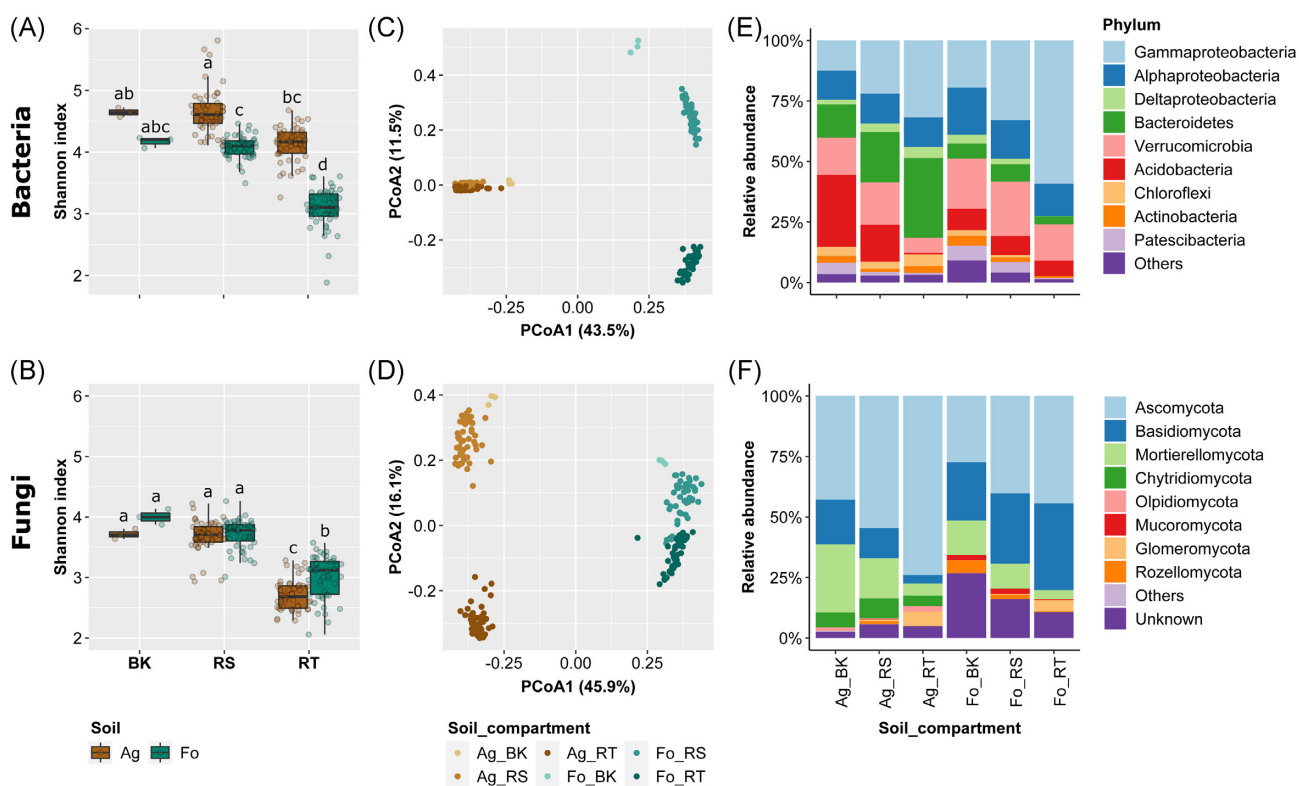 (A)
Bacteria
Shannon index
6
5
4
3
2
ab
abc
a
c
bc
d
(C)
PCoA2 (11.5%)
0.4
0.2
0.0
-0.2
-0.25
0.00
0.25
PCoA1 (43.5%)
(E)
Relative abundance
100%
75%
50%
25%
0%
Phylum
Gammaproteobacteria
Alphaproteobacteria
Deltaproteobacteria
Bacteroidetes
Verrucomicrobia
Acidobacteria
Chloroflexi
Actinobacteria
Patescibacteria
Others
(B)
Fungi
Shannon index
6
5
4
3
2
a
a
a
a
c
b
BK
RS
RT
Soil
Ag
Fo
(D)
PCoA2 (16.1%)
0.4
0.2
0.0
-0.2
-0.25
0.00
0.25
PCoA1 (45.9%)
Soil_compartment
Ag_BK
Ag_RT
Fo_RS
Ag_RS
Fo_BK
Fo_RT
(F)
Relative abundance
100%
75%
50%
25%
0%
Ag_BK
Ag_RS
Ag_RT
Fo_BK
Fo_RS
Fo_RT
Soil_compartment
Ascomycota
Basidiomycota
Mortierellomycota
Chytridiomycota
Olpidiomycota
Mucoromycota
Glomeromycota
Rozellomycota
Others
Unknown